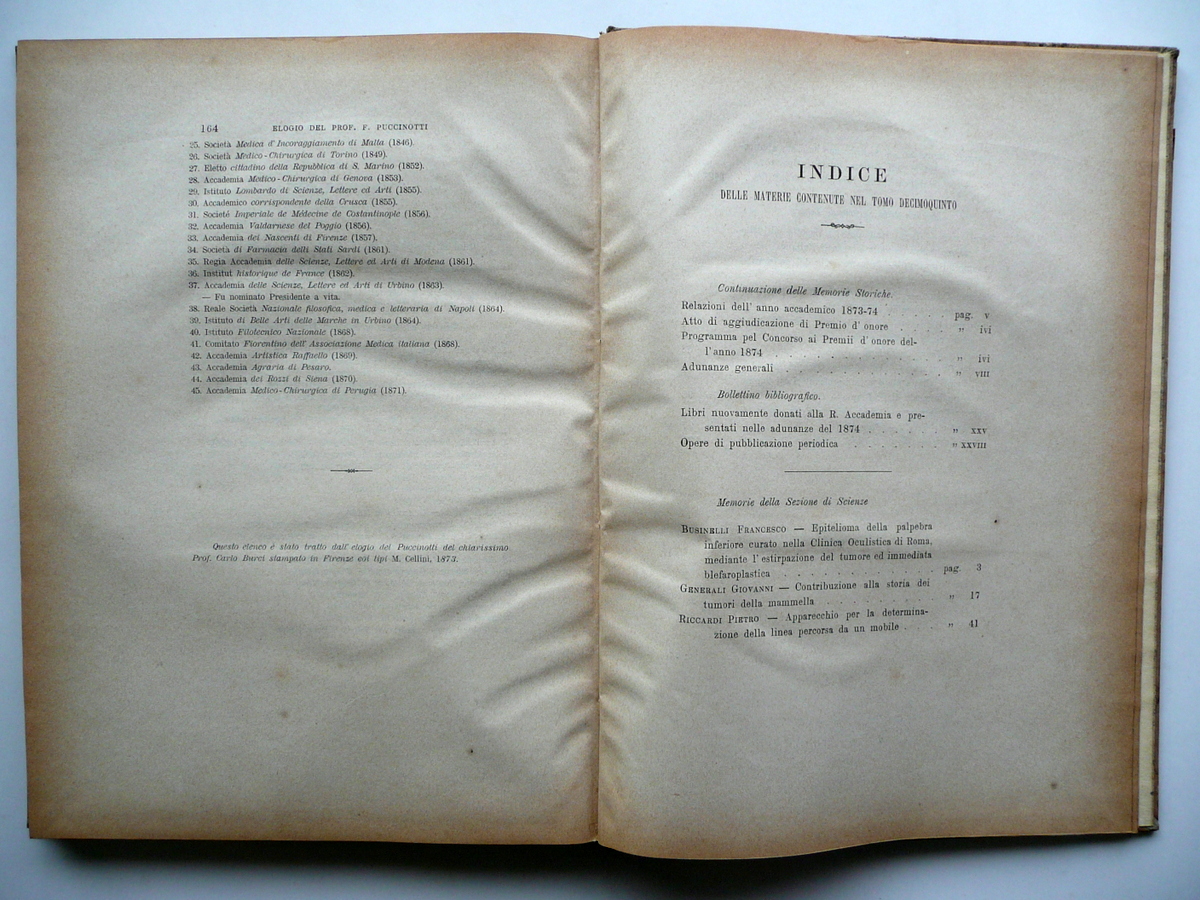 164 ELOGIO DEL PROF. F. PUCCINOTTI
25. Società Medica d'Incoraggiamento di Malta (1846).
26. Società Medico-Chirurgica di Torino (1849).
27. Eletto cittadino della Repubblica di S. Marino (1852).
28. Accademia Medico-Chirurgica di Genova (1853).
29. Istituto Lombardo di Scienze, Lettere ed Arti (1855).
30. Accademico corrispondente della Crusca (1855).
31. Societé Imperiale de Médecine de Costantinople (1856).
32. Accademia Valdarnese del Poggio (1856).
33. Accademia dei Nascenti di Firenze (1857).
34. Società di Farmacia delli Stati Sardi (1861).
35. Regia Accademia delle Scienze, Lettere ed Arti di Modena (1861).
36. Institut historique de France (1862).
37. Accademia delle Scienze, Lettere ed Arti di Urbino (1863).
— Fu nominato Presidente a vita.
38. Reale Società Nazionale filosofica, medica e letteraria di Napoli (1864).
39. Istituto di Belle Arti delle Marche in Urbino (1864).
40. Istituto Filotecnico Nazionale (1868).
41. Comitato Fiorentino dell'Associazione Medica italiana (1868).
42. Accademia Artistica Raffaello (1869).
43. Accademia Agraria di Pesaro.
44. Accademia dei Rozzi di Siena (1870).
45. Accademia Medico-Chirurgica di Perugia (1871).
Questo elenco è stato tratto dall'elogio del Puccinotti del chiarissimo
Prof. Carlo Burci stampato in Firenze coi tipi M. Cellini, 1873.
INDICE
DELLE MATERIE CONTENUTE NEL TOMO DECIMOQUINTO
Continuazione delle Memorie Storiche.
Relazioni dell'anno accademico 1873-74 . . . . . pag. V
Atto di aggiudicazione di Premio d'onore . . . . „ ivi
Programma pel Concorso ai Premii d'onore del-
l'anno 1874 . . . . . . . . . . „ ivi
Adunanze generali . . . . . . . . . . „ VIII
Bollettino bibliografico.
Libri nuovamente donati alla R. Accademia e pre-
sentati nelle adunanze del 1874 . . . . . . „ XXV
Opere di pubblicazione periodica . . . . . . „ XXVIII
Memorie della Sezione di Scienze
BUSINELLI FRANCESCO — Epitelioma della palpebra
inferiore curato nella Clinica Oculistica di Roma,
mediante l'estirpazione del tumore ed immediata
blefaroplastica . . . . . . . . . . pag. 3
GENERALI GIOVANNI — Contribuzione alla storia dei
tumori della mammella . . . . . . . . „ 17
RICCARDI PIETRO — Apparecchio per la determina-
zione della linea percorsa da un mobile . . . „ 41